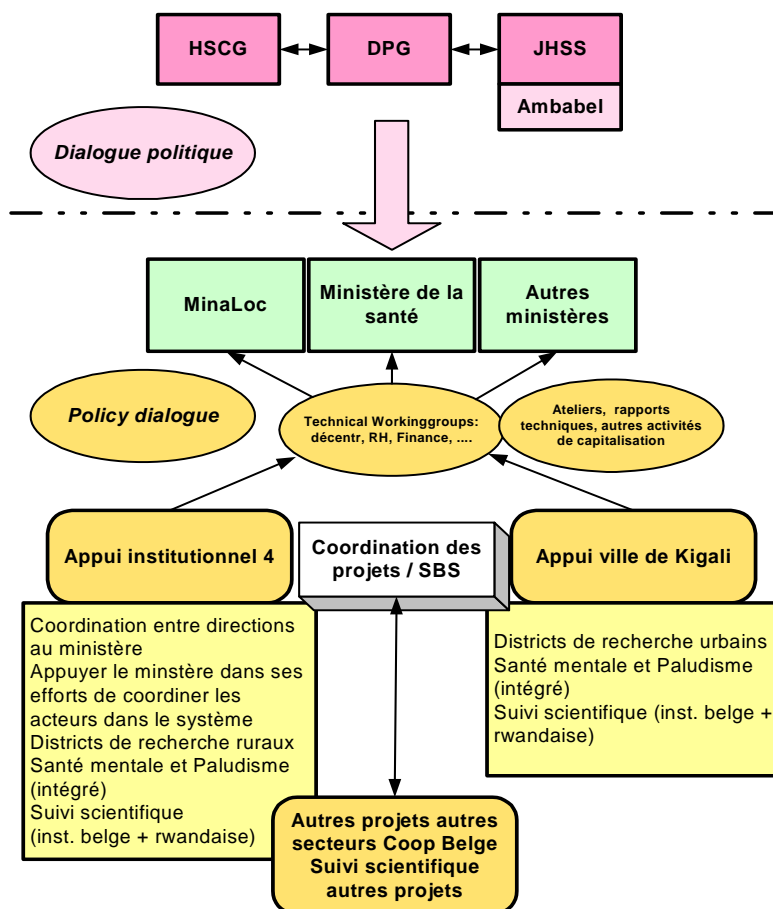 HSCG
DPG
JHSS
Ambabel
Dialogue politique
MinaLoc
Ministère de la
santé
Autres
ministères
Policy dialogue
Technical Workinggroups:
décentr, RH, Finance, ....
Ateliers, rapports
techniques, autres activités
de capitalisation
Appui institutionnel 4
Coordination des
projets / SBS
Appui ville de Kigali
Coordination entre directions
au ministère
Appuyer le minstère dans ses
efforts de coordiner les
acteurs dans le système
Districts de recherche ruraux
Santé mentale et Paludisme
(intégré)
Suivi scientifique
(inst. belge + rwandaise)
Districts de recherche urbains
Santé mentale et Paludisme
(intégré)
Suivi scientifique (inst. belge +
rwandaise)
Autres projets autres
secteurs Coop Belge
Suivi scientifique
autres projets